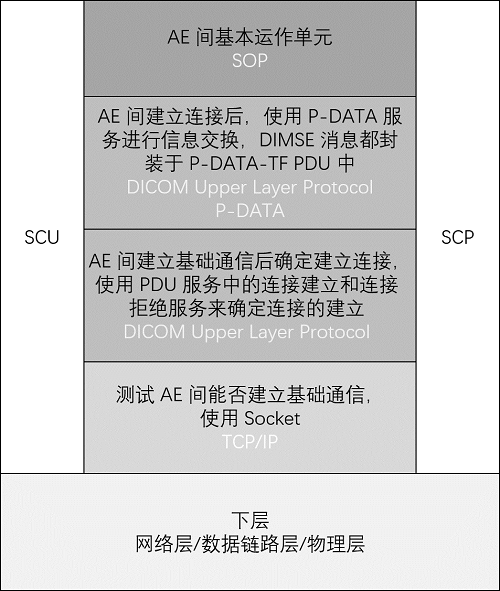 AE 间基本运作单元
SOP
AE 间建立连接后，使用 P-DATA 服
务进行信息交换，DIMSE 消息都封
装于 P-DATA-TF PDU 中
DICOM Upper Layer Protocol
P-DATA
SCU
SCP
AE 间建立基础通信后确定建立连接，
使用 PDU 服务中的连接建立和连接
拒绝服务来确定连接的建立
DICOM Upper Layer Protocol
测试 AE 间能否建立基础通信，
使用 Socket
TCP/IP
下层
网络层/数据链路层/物理层